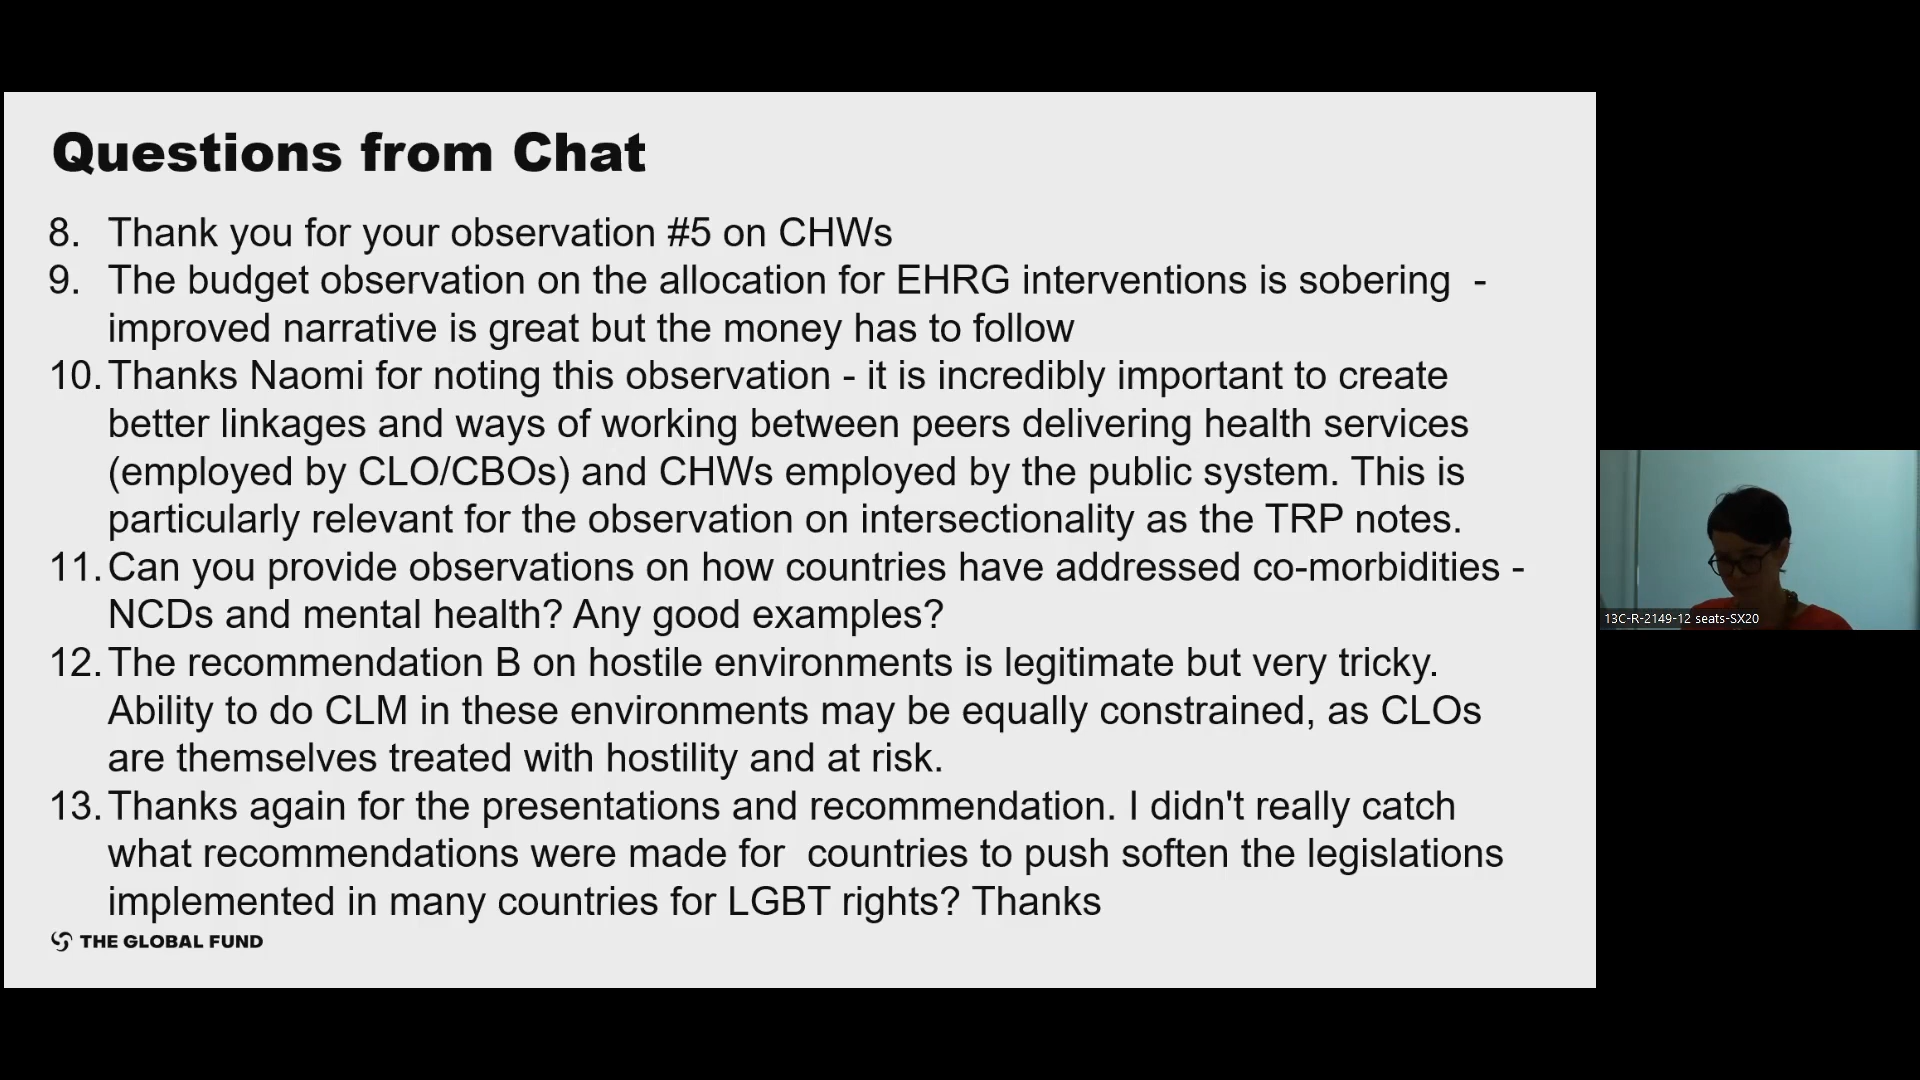 Questions from Chat
8. Thank you for your observation #5 on CHWs
9. The budget observation on the allocation for EHRG interventions is sobering  -
improved narrative is great but the money has to follow
10. Thanks Naomi for noting this observation - it is incredibly important to create
better linkages and ways of working between peers delivering health services
(employed by CLO/CBOs) and CHWs employed by the public system. This is
particularly relevant for the observation on intersectionality as the TRP notes.
11. Can you provide observations on how countries have addressed co-morbidities -
NCDs and mental health? Any good examples?
12. The recommendation B on hostile environments is legitimate but very tricky.
Ability to do CLM in these environments may be equally constrained, as CLOs
are themselves treated with hostility and at risk.
13. Thanks again for the presentations and recommendation. I didn't really catch
what recommendations were made for  countries to push soften the legislations
implemented in many countries for LGBT rights? Thanks
THE GLOBAL FUND
13C-R-2149-12 seats-SX20